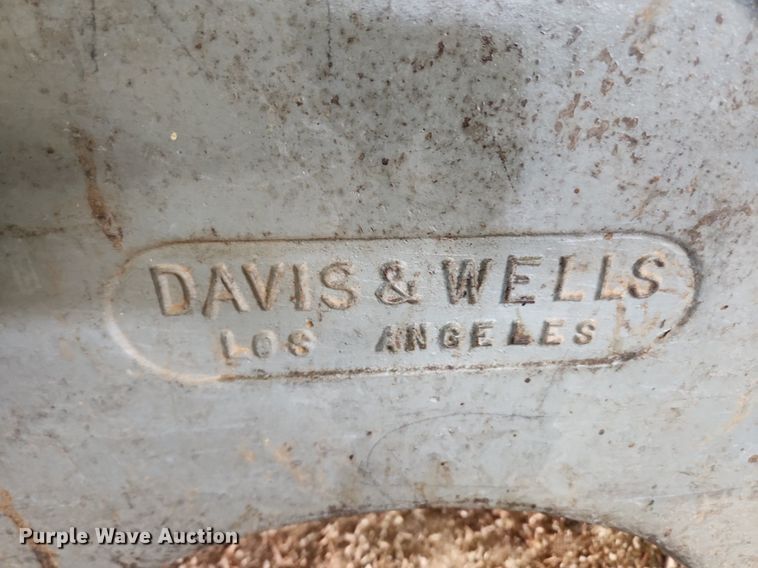 DAVIS & WELLS
LOS ANGELES
Purple Wave Auction